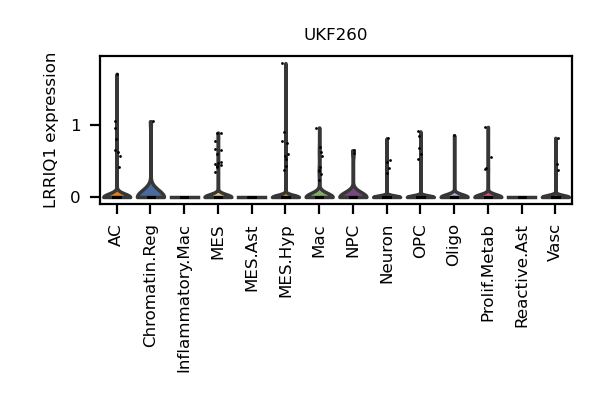 UKF260
LRRIQ1 expression
1
0
AC
Chromatin.Reg
Inflammatory.Mac
MES
MES.Ast
MES.Hyp
Mac
NPC
Neuron
OPC
Oligo
Prolif.Metab
Reactive.Ast
Vasc